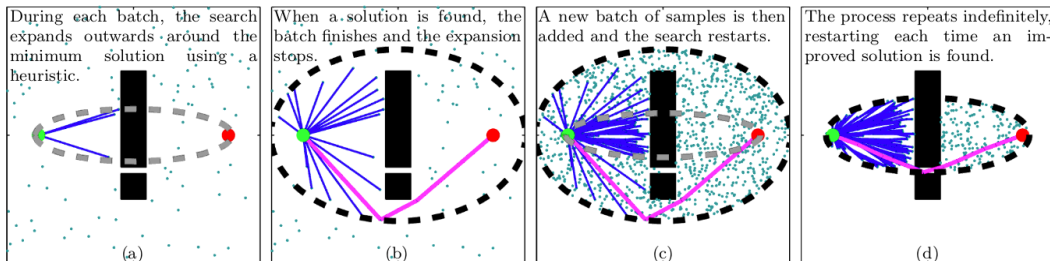 During each batch, the search
expands outwards around the
minimum solution using a
heuristic.
(a)
When a solution is found, the
batch finishes and the expansion
stops.
(b)
A new batch of samples is then
added and the search restarts.
(c)
The process repeats indefinitely,
restarting each time an im-
proved solution is found.
(d)